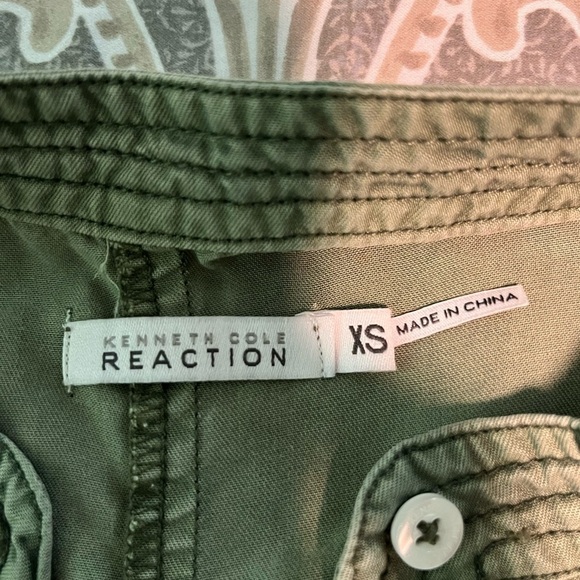 KENNETH COLE
REACTION
XS
MADE IN CHINA